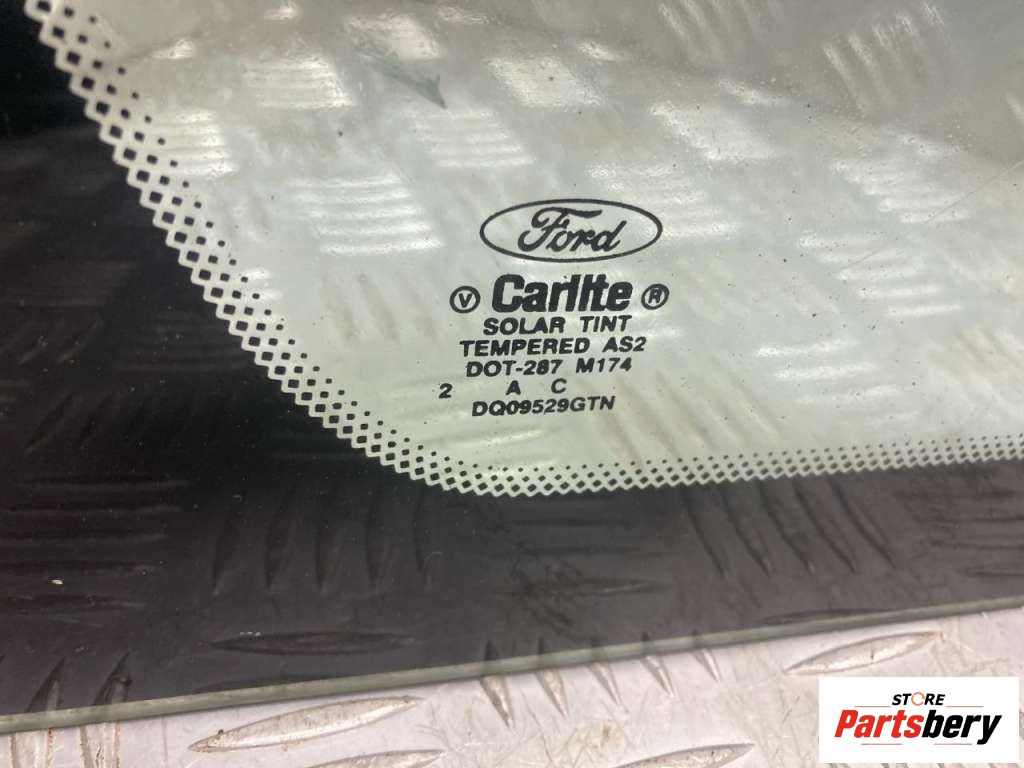 Ford
V Carlite R
SOLAR TINT
TEMPERED AS2
DOT-287 M174
2 A C
DQ09529GTN
STORE
Partsbery